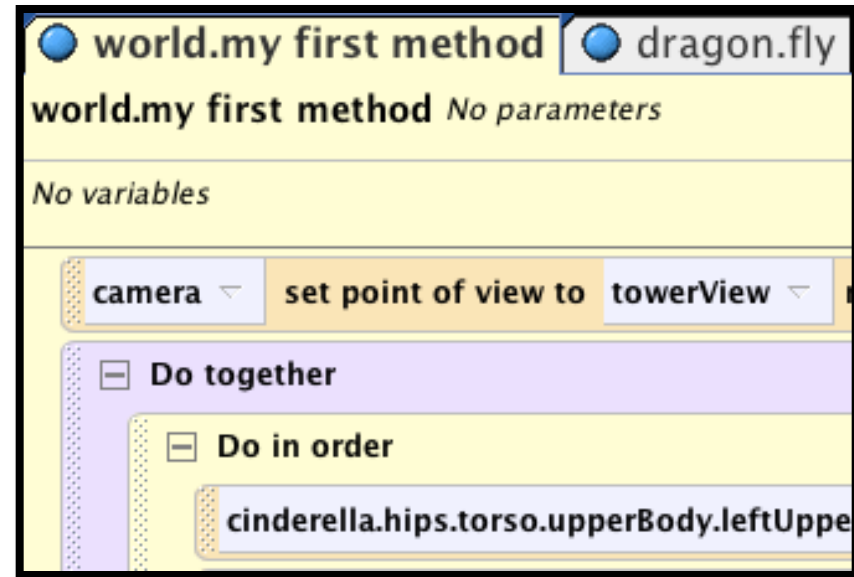 world.my first method dragon.fly
world.my first method No parameters
No variables
camera set point of view to towerView
Do together
Do in order
cinderella.hips.torso.upperBody.leftUppe